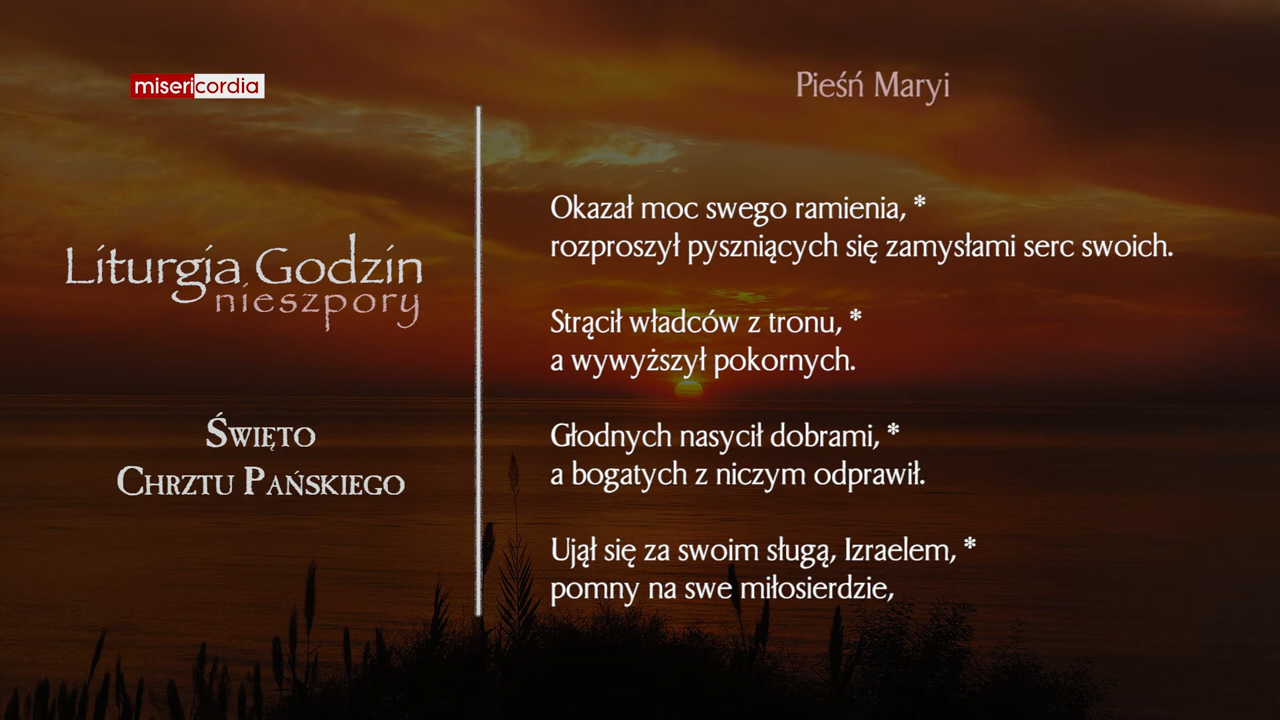 misericordia
Liturgia Godzin
nieszpory
Święto
Chrztu Pańskiego
Pieśń Maryi
Okazał moc swego ramienia, *
rozproszył pyszniących się zamysłami serc swoich.
Strącił władców z tronu, *
a wywyższył pokornych.
Głodnych nasycił dobrami, *
a bogatych z niczym odprawił.
Ujął się za swoim sługą, Izraelem, *
pomny na swe miłosierdzie,